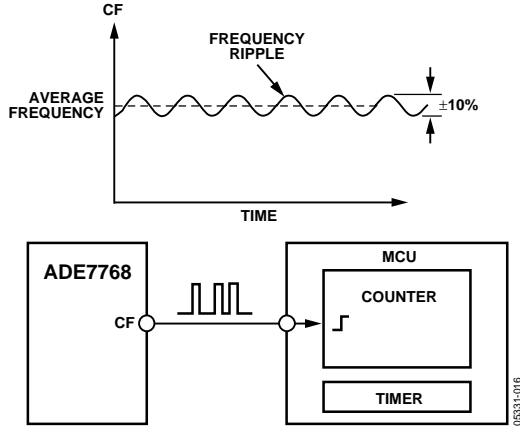 CF
FREQUENCY
RIPPLE
AVERAGE
FREQUENCY
±10%
TIME
ADE7768
CF
MCU
COUNTER
TIMER
05331-016